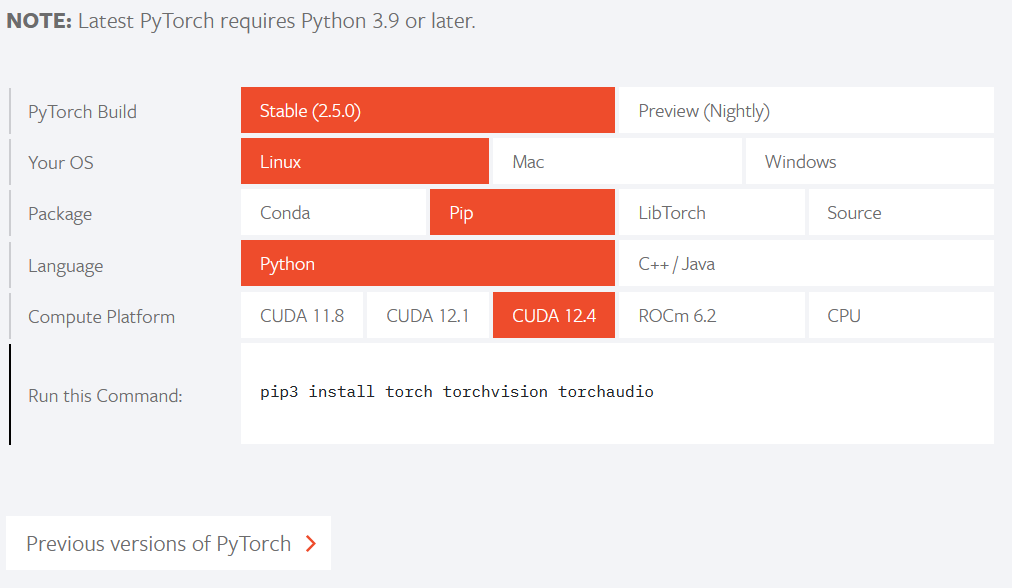 NOTE: Latest PyTorch requires Python 3.9 or later.
PyTorch Build Stable (2.5.0) Preview (Nightly)
Your OS Linux Mac Windows
Package Conda Pip LibTorch Source
Language Python C++ / Java
Compute Platform CUDA 11.8 CUDA 12.1 CUDA 12.4 ROCm 6.2 CPU
Run this Command: pip3 install torch torchvision torchaudio
Previous versions of PyTorch